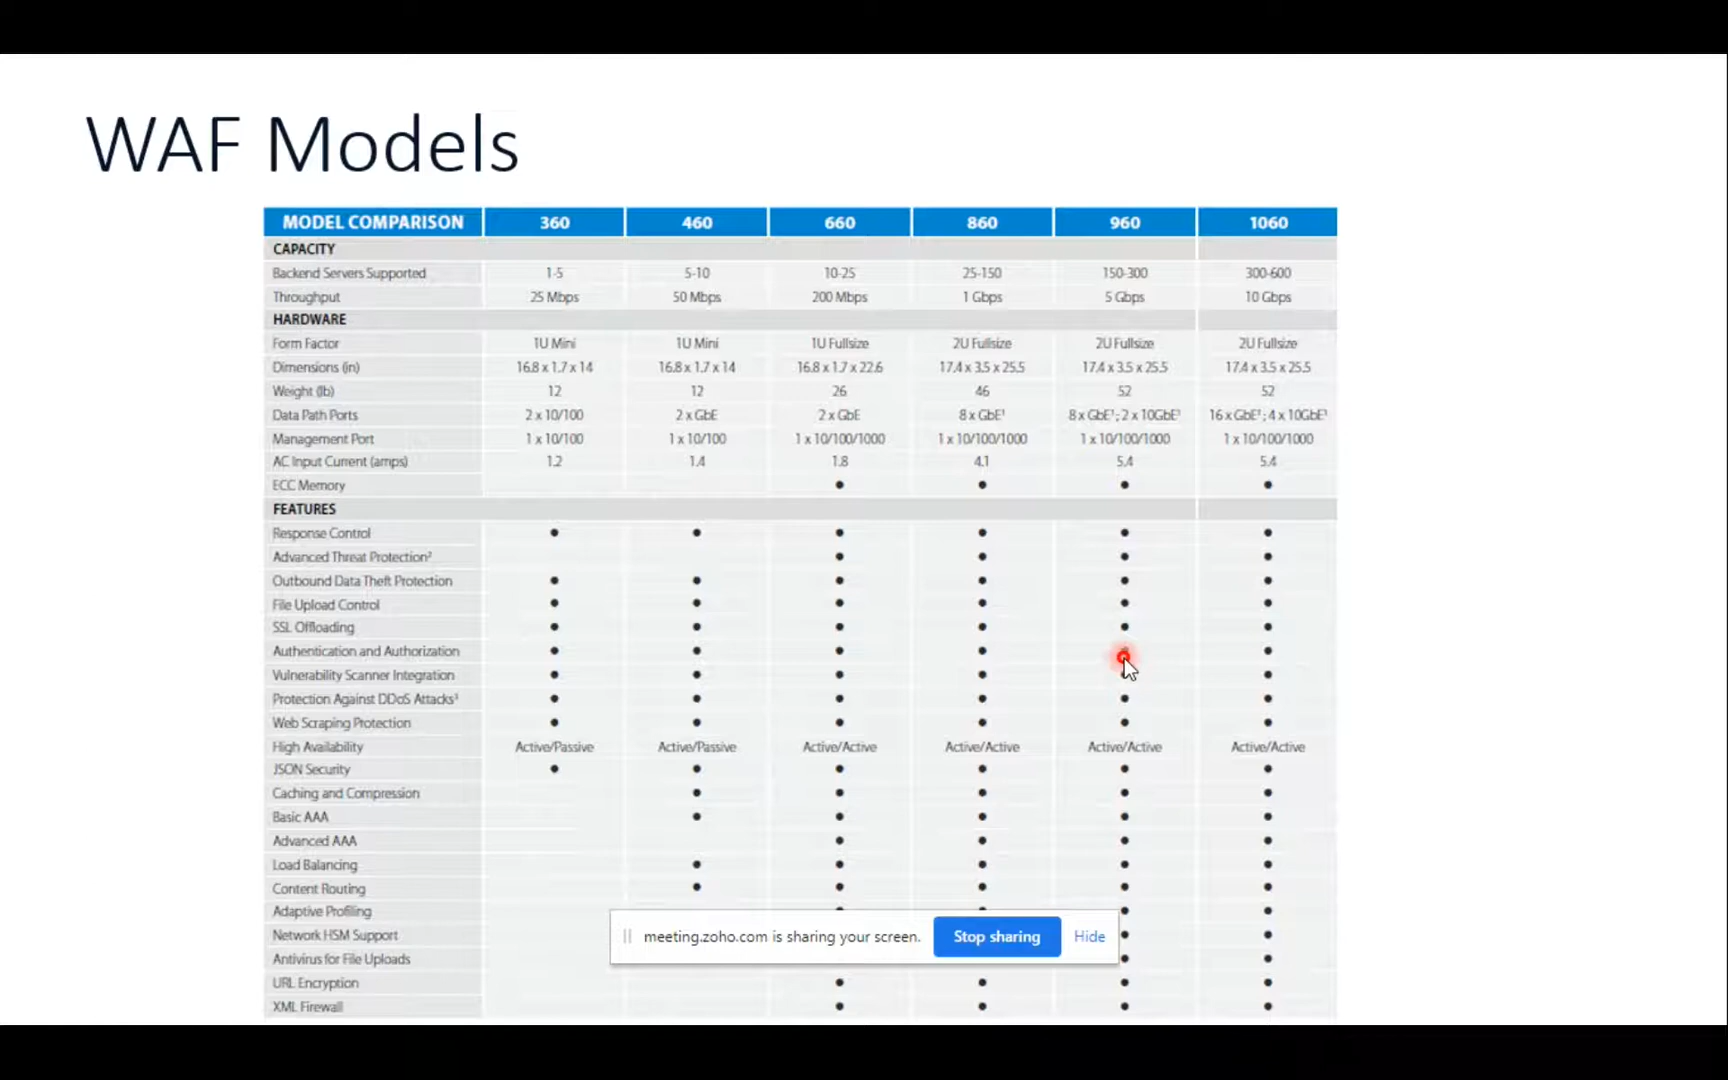 WAF Models
MODEL COMPARISON 360 460 660 860 960 1060
CAPACITY
Backend Servers Supported 1-5 5-10 10-25 25-150 150-300 300-600
Throughput 25 Mbps 50 Mbps 200 Mbps 1 Gbps 5 Gbps 10 Gbps
HARDWARE
Form Factor 1U Mini 1U Mini 1U Fullsize 2U Fullsize 2U Fullsize 2U Fullsize
Dimensions (in) 16.8 x 1.7 x 14 16.8 x 1.7 x 14 16.8 x 1.7 x 22.6 17.4 x 3.5 x 25.5 17.4 x 3.5 x 25.5 17.4 x 3.5 x 25.5
Weight (lb) 12 12 26 46 52 52
Data Path Ports 2 x 10/100 2 x GbE 2 x GbE 8 x GbE¹ 8 x GbE¹; 2 x 10GbE¹ 16 x GbE¹; 4 x 10GbE¹
Management Port 1 x 10/100 1 x 10/100 1 x 10/100/1000 1 x 10/100/1000 1 x 10/100/1000 1 x 10/100/1000
AC Input Current (amps) 1.2 1.4 1.8 4.1 5.4 5.4
ECC Memory • • • •
FEATURES
Response Control • • • • • •
Advanced Threat Protection² • • • •
Outbound Data Theft Protection • • • • • •
File Upload Control • • • • • •
SSL Offloading • • • • • •
Authentication and Authorization • • • • •
Vulnerability Scanner Integration • • • • • •
Protection Against DDoS Attacks³ • • • • • •
Web Scraping Protection • • • • • •
High Availability Active/Passive Active/Passive Active/Active Active/Active Active/Active Active/Active
JSON Security • • • • • •
Caching and Compression • • • • •
Basic AAA • • • • •
Advanced AAA • • • •
Load Balancing • • • • •
Content Routing • • • • •
Adaptive Profiling • • • •
Network HSM Support • •
meeting.zoho.com is sharing your screen. Stop sharing Hide
Antivirus for File Uploads • •
URL Encryption • • • •
XML Firewall • • • •